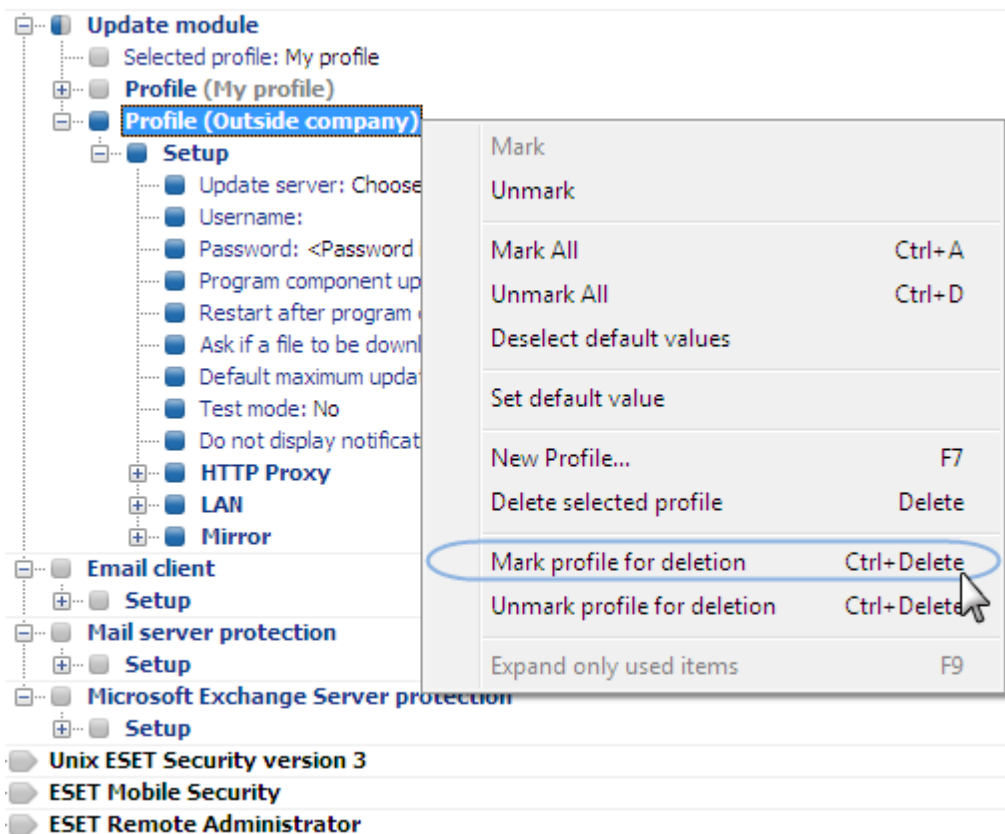 Update module
Selected profile: My profile
Profile (My profile)
Profile (Outside company)
Setup
Update server: Choose
Username:
Password: <Password
Program component up
Restart after program
Ask if a file to be downl
Default maximum upda
Test mode: No
Do not display notificat
HTTP Proxy
LAN
Mirror
Email client
Setup
Mail server protection
Setup
Microsoft Exchange Server protection
Setup
Unix ESET Security version 3
ESET Mobile Security
ESET Remote Administrator
Mark
Unmark
Mark All Ctrl+A
Unmark All Ctrl+D
Deselect default values
Set default value
New Profile... F7
Delete selected profile Delete
Mark profile for deletion Ctrl+Delete
Unmark profile for deletion Ctrl+Delete
Expand only used items F9